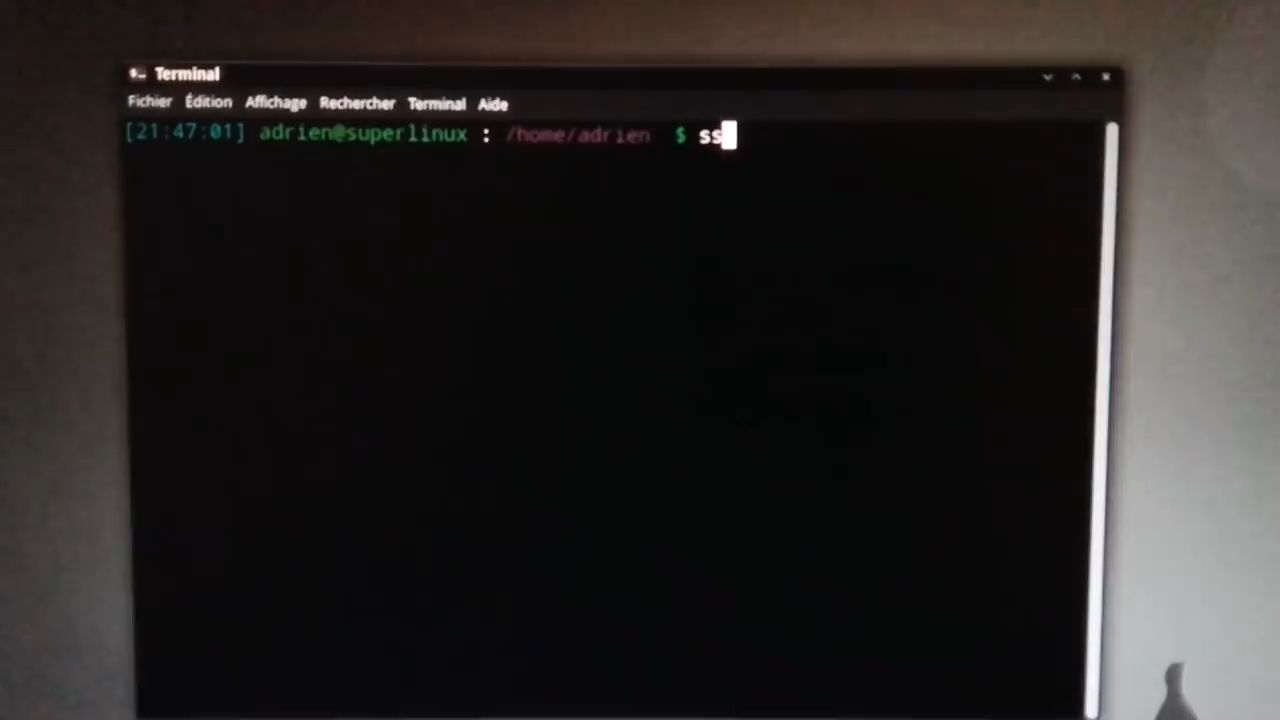 Terminal
Fichier Édition Affichage Rechercher Terminal Aide
[21:47:01] adrien@superlinux : /home/adrien $ ss